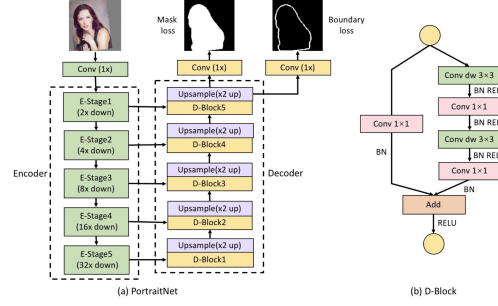 Mask
loss
Boundary
loss
Conv (1x)
Conv (1x)
Conv (1x)
E-Stage1
(2x down)
E-Stage2
(4x down)
E-Stage3
(8x down)
E-Stage4
(16x down)
E-Stage5
(32x down)
Encoder
Upsample(x2 up)
D-Block5
Upsample(x2 up)
D-Block4
Upsample(x2 up)
D-Block3
Upsample(x2 up)
D-Block2
Upsample(x2 up)
D-Block1
Decoder
(a) PortraitNet
Conv dw 3×3
BN REL
Conv 1×1
BN REL
Conv dw 3×3
BN REL
Conv 1×1
Conv 1×1
BN
BN
Add
RELU
(b) D-Block